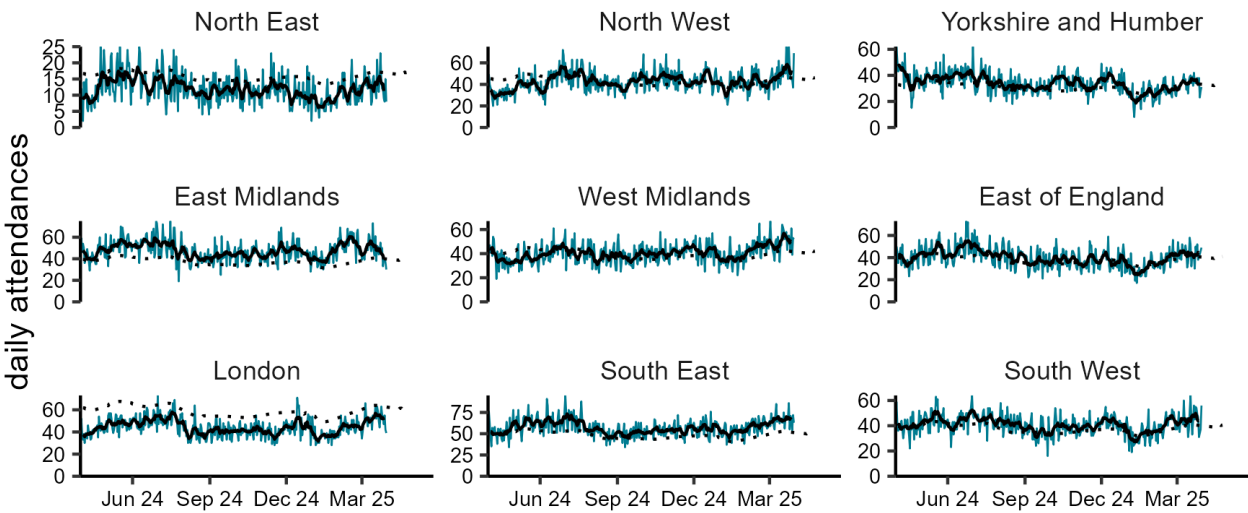 North East
North West
Yorkshire and Humber
25
20
15
10
5
0
60
40
20
0
60
40
20
0
daily attendances
East Midlands
West Midlands
East of England
60
40
20
0
60
40
20
0
60
40
20
0
London
South East
South West
60
40
20
0
75
50
25
0
60
40
20
0
Jun 24 Sep 24 Dec 24 Mar 25
Jun 24 Sep 24 Dec 24 Mar 25
Jun 24 Sep 24 Dec 24 Mar 25